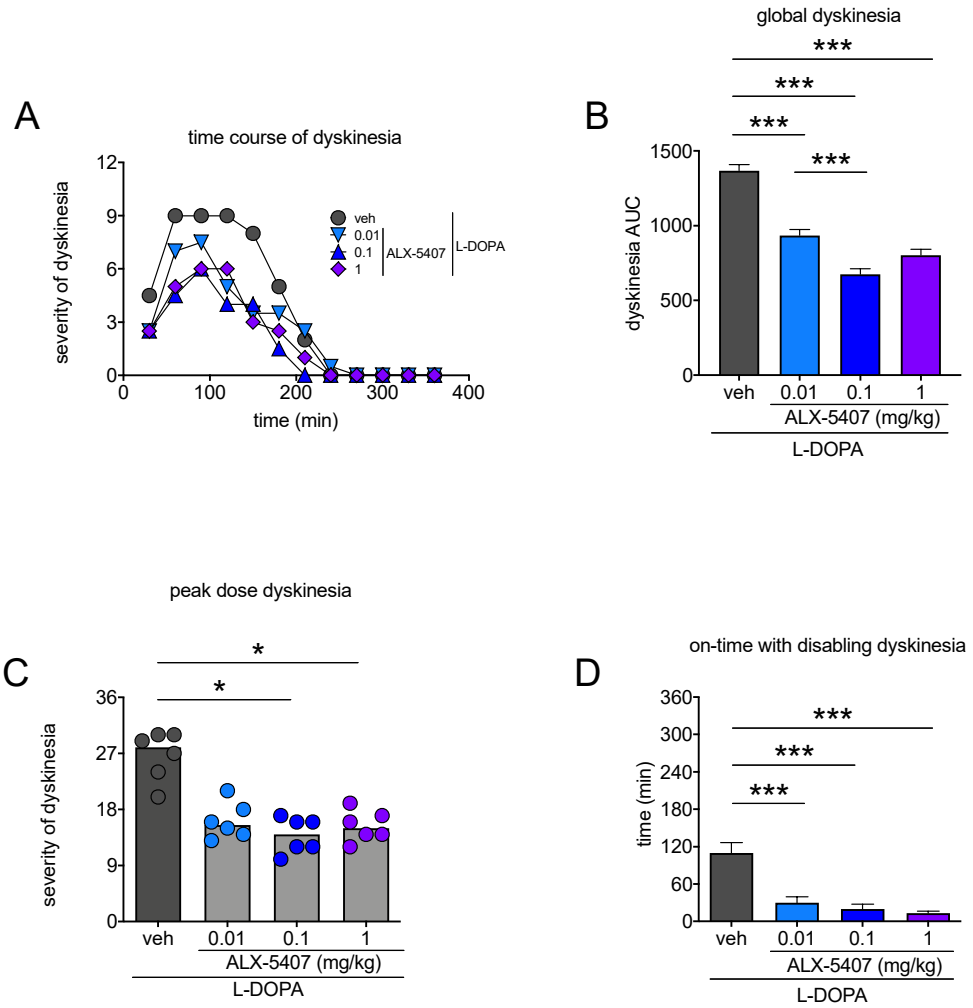 A
time course of dyskinesia
severity of dyskinesia
12
9
6
3
0
0 100 200 300 400
time (min)
veh
0.01
0.1
1
ALX-5407
L-DOPA
B
global dyskinesia
***
***
***
***
dyskinesia AUC
1500
1000
500
0
veh 0.01 0.1 1
ALX-5407 (mg/kg)
L-DOPA
C
peak dose dyskinesia
*
*
severity of dyskinesia
36
27
18
9
0
veh 0.01 0.1 1
ALX-5407 (mg/kg)
L-DOPA
D
on-time with disabling dyskinesia
***
***
***
time (min)
360
300
240
180
120
60
0
veh 0.01 0.1 1
ALX-5407 (mg/kg)
L-DOPA